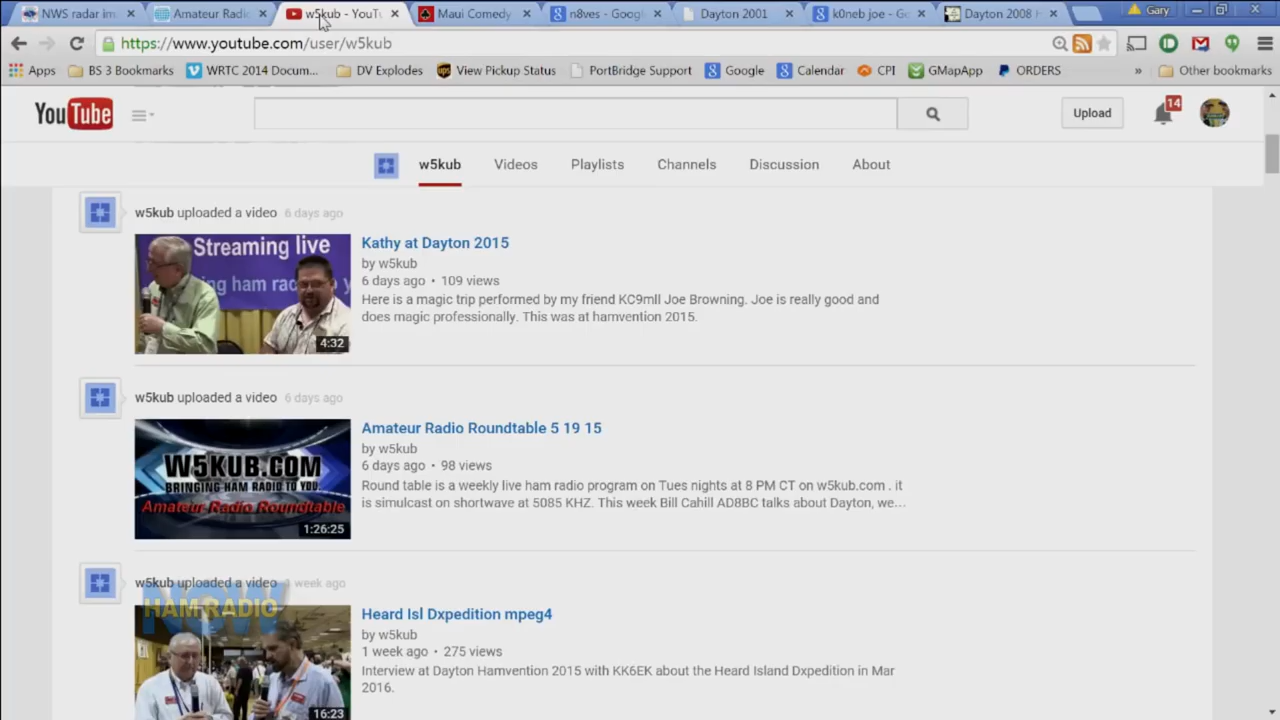 NWS radar im
Amateur Radio
w5kub - YouTu
Maui Comedy
n8ves - Googl
Dayton 2001
k0neb joe - Go
Dayton 2008 H
Gary
https://www.youtube.com/user/w5kub
Apps
BS 3 Bookmarks
WRTC 2014 Docum...
DV Explodes
View Pickup Status
PortBridge Support
Google
Calendar
CPI
GMapApp
ORDERS
»
Other bookmarks
YouTube
Upload
14
w5kub
Videos
Playlists
Channels
Discussion
About
w5kub uploaded a video 6 days ago
Streaming live
ing ham rad
4:32
Kathy at Dayton 2015
by w5kub
6 days ago • 109 views
Here is a magic trip performed by my friend KC9mll Joe Browning. Joe is really good and
does magic professionally. This was at hamvention 2015.
w5kub uploaded a video 6 days ago
W5KUB.COM
BRINGING HAM RADIO TO YOU.
Amateur Radio Roundtable
1:26:25
Amateur Radio Roundtable 5 19 15
by w5kub
6 days ago • 98 views
Round table is a weekly live ham radio program on Tues nights at 8 PM CT on w5kub.com . it
is simulcast on shortwave at 5085 KHZ. This week Bill Cahill AD8BC talks about Dayton, we...
w5kub uploaded a video 1 week ago
NOW
HAM RADIO
16:23
Heard Isl Dxpedition mpeg4
by w5kub
1 week ago • 275 views
Interview at Dayton Hamvention 2015 with KK6EK about the Heard Island Dxpedition in Mar
2016.